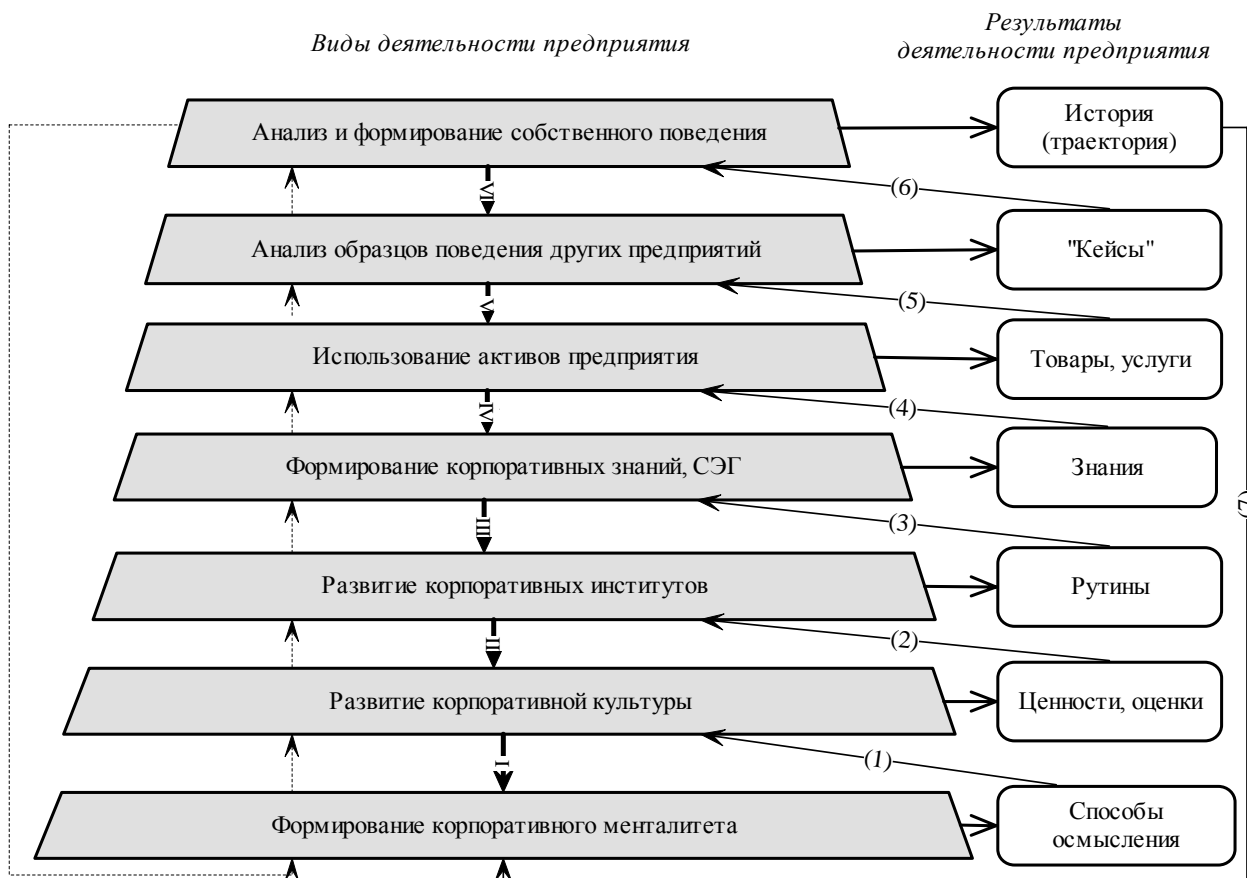 Виды деятельности предприятия
Результаты
деятельности предприятия
Анализ и формирование собственного поведения
История
(траектория)
VI
(6)
Анализ образцов поведения других предприятий
"Кейсы"
V
(5)
Использование активов предприятия
Товары, услуги
IV
(4)
Формирование корпоративных знаний, СЭГ
Знания
III
(3)
(7)
Развитие корпоративных институтов
Рутины
II
(2)
Развитие корпоративной культуры
Ценности, оценки
I
(1)
Формирование корпоративного менталитета
Способы
осмысления